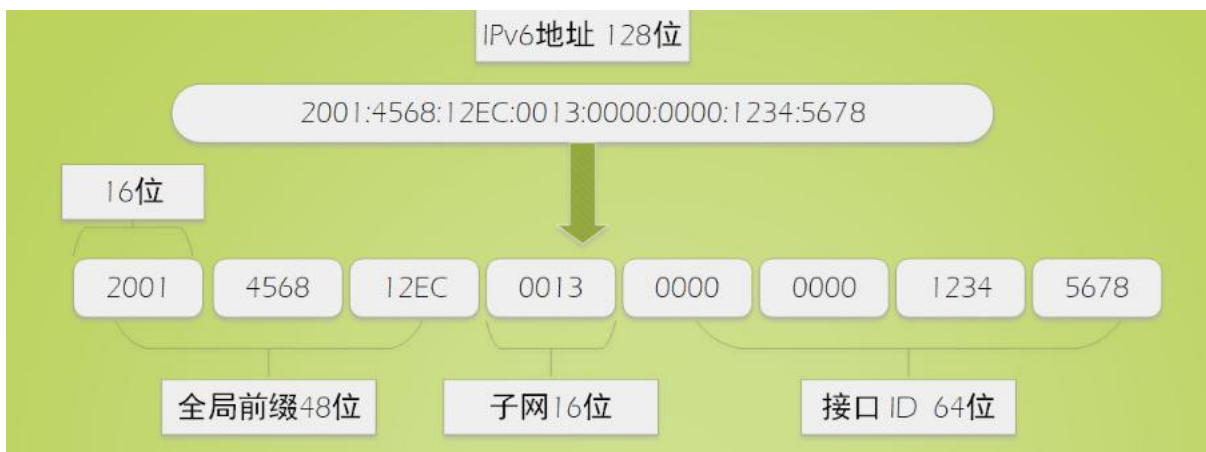 IPv6地址 128位
2001:4568:12EC:0013:0000:0000:1234:5678
16位
2001 4568 12EC 0013 0000 0000 1234 5678
全局前缀48位 子网16位 接口 ID 64位